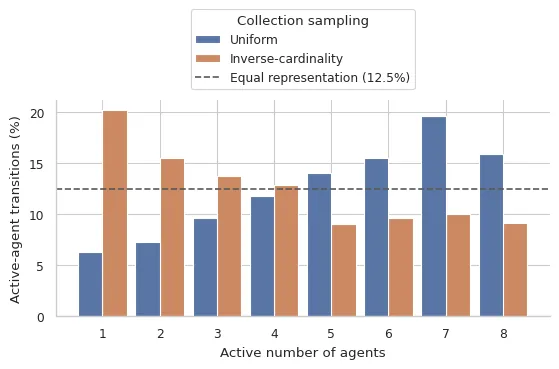 Collection sampling
Uniform
Inverse-cardinality
Equal representation (12.5%)
Active-agent transitions (%)
20
15
10
5
0
1 2 3 4 5 6 7 8
Active number of agents